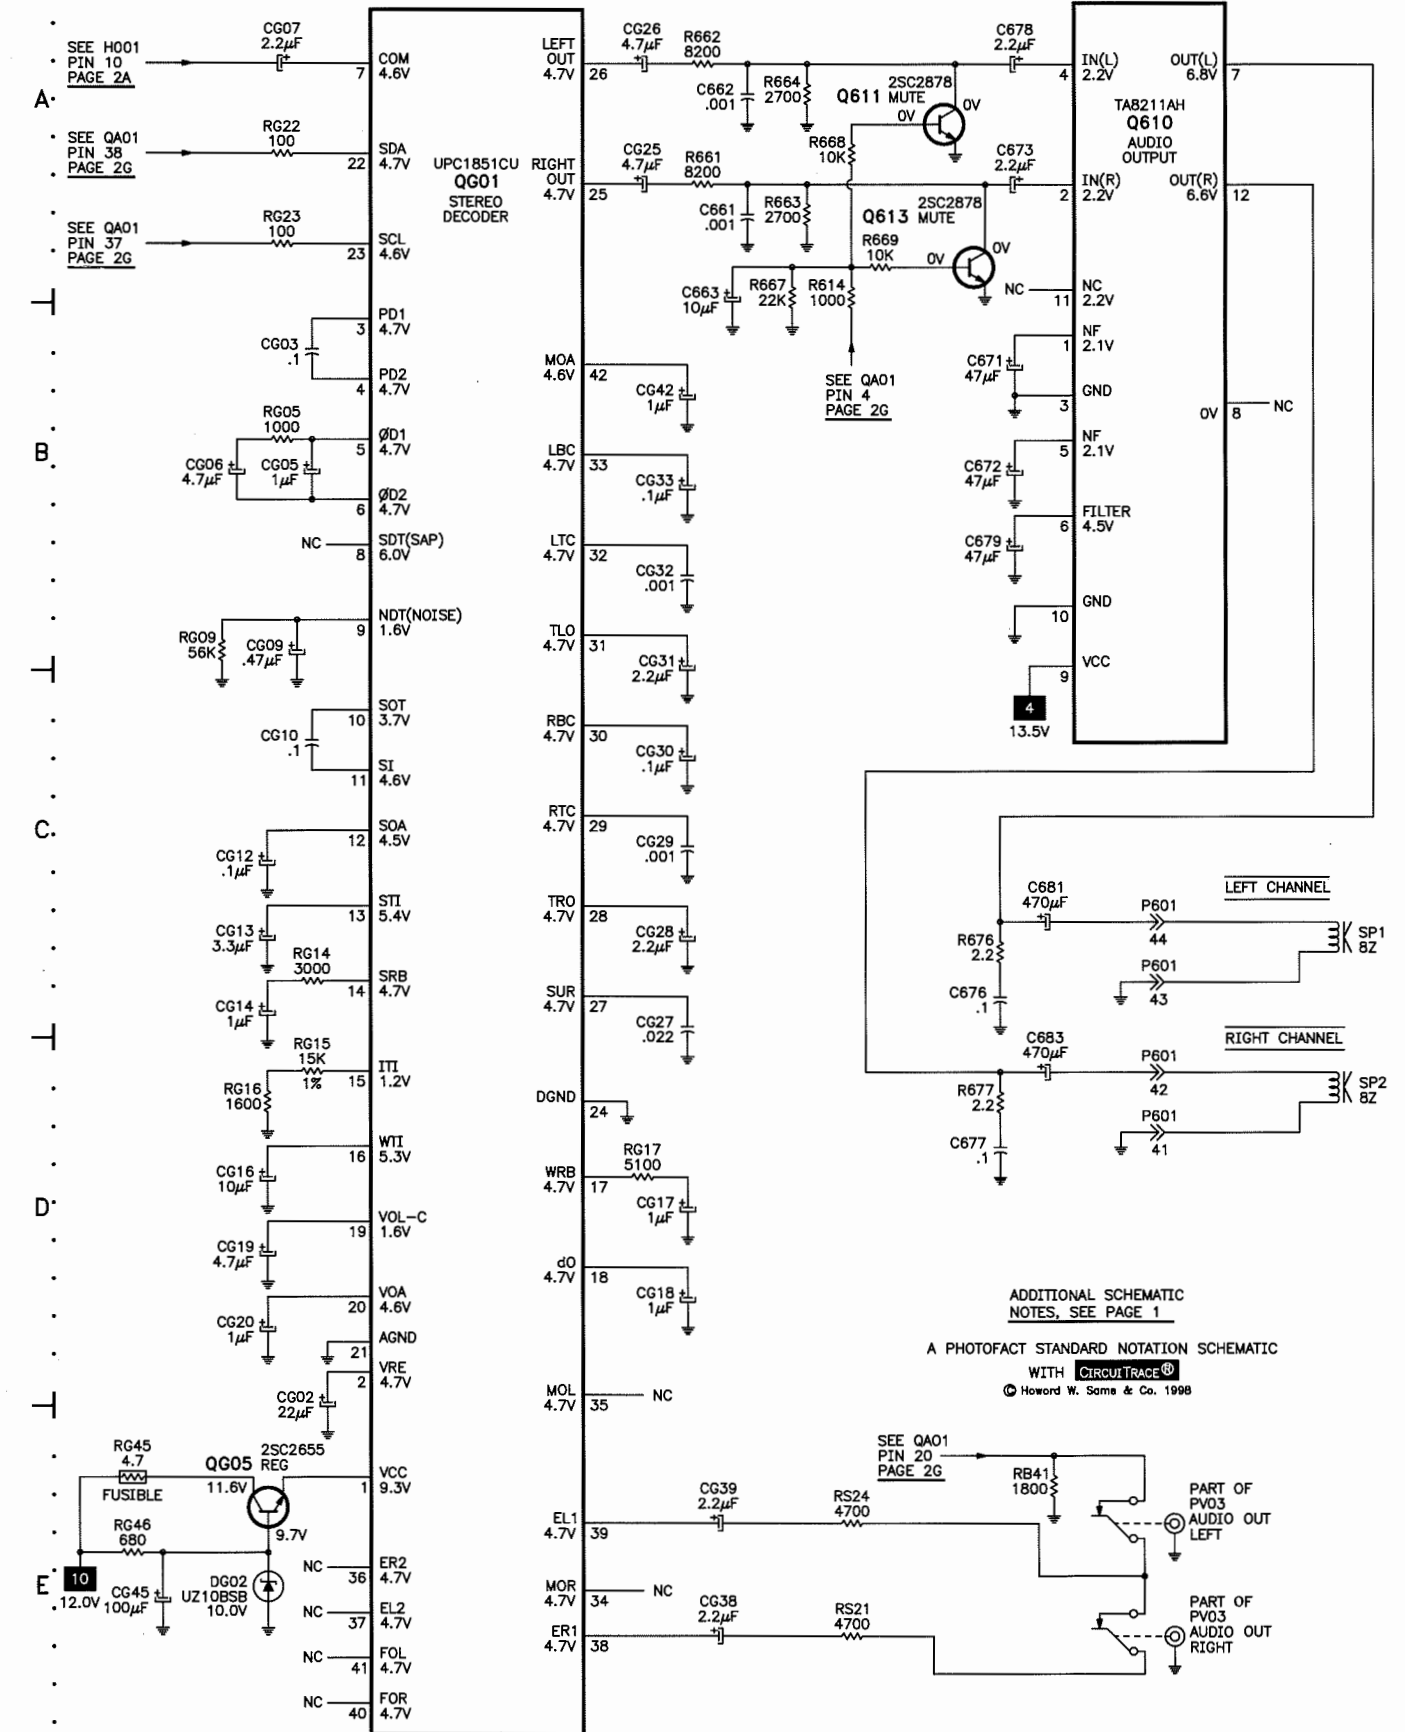 A
B
C
D
E
SEE H001
PIN 10
PAGE 2A
CG07
2.2µF
7
COM
4.6V
SEE QA01
PIN 38
PAGE 2G
RG22
100
22
SDA
4.7V
SEE QA01
PIN 37
PAGE 2G
RG23
100
23
SCL
4.6V
CG03
.1
3
PD1
4.7V
4
PD2
4.7V
RG05
1000
CG06
4.7µF
CG05
1µF
5
ØD1
4.7V
6
ØD2
4.7V
NC
8
SDT(SAP)
6.0V
RG09
56K
CG09
.47µF
9
NDT(NOISE)
1.6V
CG10
.1
10
SOT
3.7V
11
SI
4.6V
CG12
.1µF
12
SOA
4.5V
CG13
3.3µF
13
STI
5.4V
RG14
3000
CG14
1µF
14
SRB
4.7V
RG15
15K
1%
RG16
1600
15
ITI
1.2V
CG16
10µF
16
WTI
5.3V
CG19
4.7µF
19
VOL-C
1.6V
CG20
1µF
20
VOA
4.6V
21
AGND
CG02
22µF
2
VRE
4.7V
RG45
4.7
FUSIBLE
QG05
2SC2655
REG
11.6V
9.7V
1
VCC
9.3V
RG46
680
10
12.0V
CG45
100µF
DG02
UZ10BSB
10.0V
NC
36
ER2
4.7V
NC
37
EL2
4.7V
NC
41
FOL
4.7V
NC
40
FOR
4.7V
UPC1851CU
QG01
STEREO
DECODER
LEFT
OUT
4.7V
26
CG26
4.7µF
R662
8200
C662
.001
R664
2700
Q611
2SC2878
MUTE
0V
0V
C678
2.2µF
R668
10K
RIGHT
OUT
4.7V
25
CG25
4.7µF
R661
8200
C661
.001
R663
2700
Q613
2SC2878
MUTE
0V
0V
C673
2.2µF
R669
10K
C663
10µF
R667
22K
R614
1000
SEE QA01
PIN 4
PAGE 2G
MOA
4.6V
42
CG42
1µF
LBC
4.7V
33
CG33
.1µF
LTC
4.7V
32
CG32
.001
TLO
4.7V
31
CG31
2.2µF
RBC
4.7V
30
CG30
.1µF
RTC
4.7V
29
CG29
.001
TRO
4.7V
28
CG28
2.2µF
SUR
4.7V
27
CG27
.022
DGND
24
WRB
4.7V
17
RG17
5100
CG17
1µF
dO
4.7V
18
CG18
1µF
MOL
4.7V
35
NC
EL1
4.7V
39
CG39
2.2µF
RS24
4700
MOR
4.7V
34
NC
ER1
4.7V
38
CG38
2.2µF
RS21
4700
TA8211AH
Q610
AUDIO
OUTPUT
4
IN(L)
2.2V
OUT(L)
6.8V
7
2
IN(R)
2.2V
OUT(R)
6.6V
12
NC
11
NC
2.2V
C671
47µF
1
NF
2.1V
3
GND
0V
8
NC
C672
47µF
5
NF
2.1V
C679
47µF
6
FILTER
4.5V
10
GND
9
VCC
4
13.5V
LEFT CHANNEL
C681
470µF
P601
44
SP1
8Z
R676
2.2
C676
.1
P601
43
RIGHT CHANNEL
C683
470µF
P601
42
SP2
8Z
R677
2.2
C677
.1
P601
41
ADDITIONAL SCHEMATIC
NOTES, SEE PAGE 1
A PHOTOFACT STANDARD NOTATION SCHEMATIC
WITH CIRCUITRACE®
© Howard W. Sams & Co. 1998
SEE QA01
PIN 20
PAGE 2G
RB41
1800
PART OF
PV03
AUDIO OUT
LEFT
PART OF
PV03
AUDIO OUT
RIGHT